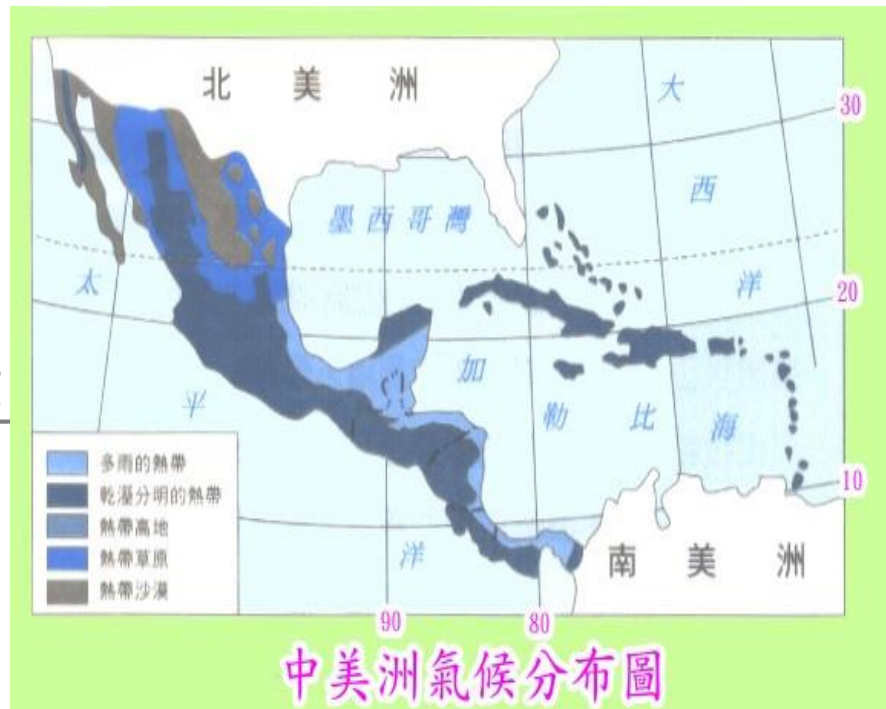 北美洲
大
西
洋
墨西哥灣
太
平
洋
加
勒
比
海
南美洲
30
20
10
90
80
多雨的熱帶
乾溼分明的熱帶
熱帶高地
熱帶草原
熱帶沙漠
中美洲氣候分布圖